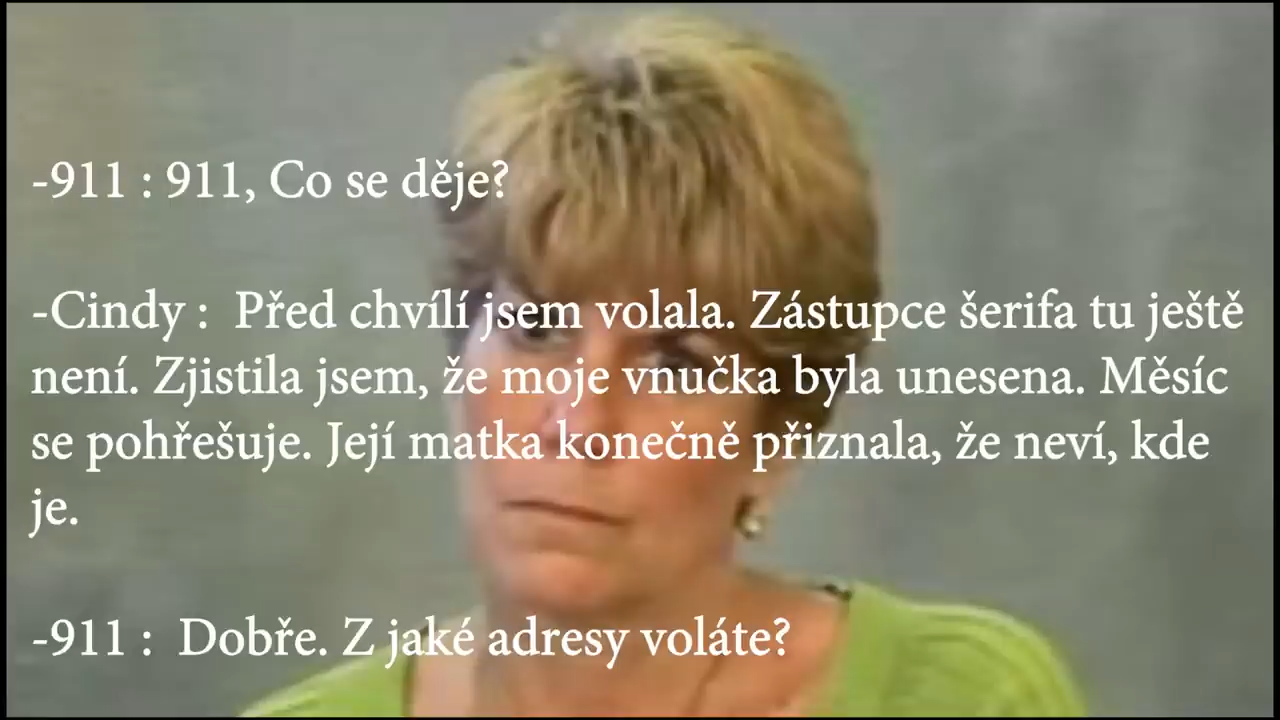 -911 : 911, Co se děje?
-Cindy :  Před chvílí jsem volala. Zástupce šerifa tu ještě
není. Zjistila jsem, že moje vnučka byla unesena. Měsíc
se pohřešuje. Její matka konečně přiznala, že neví, kde
je.
-911 :  Dobře. Z jaké adresy voláte?